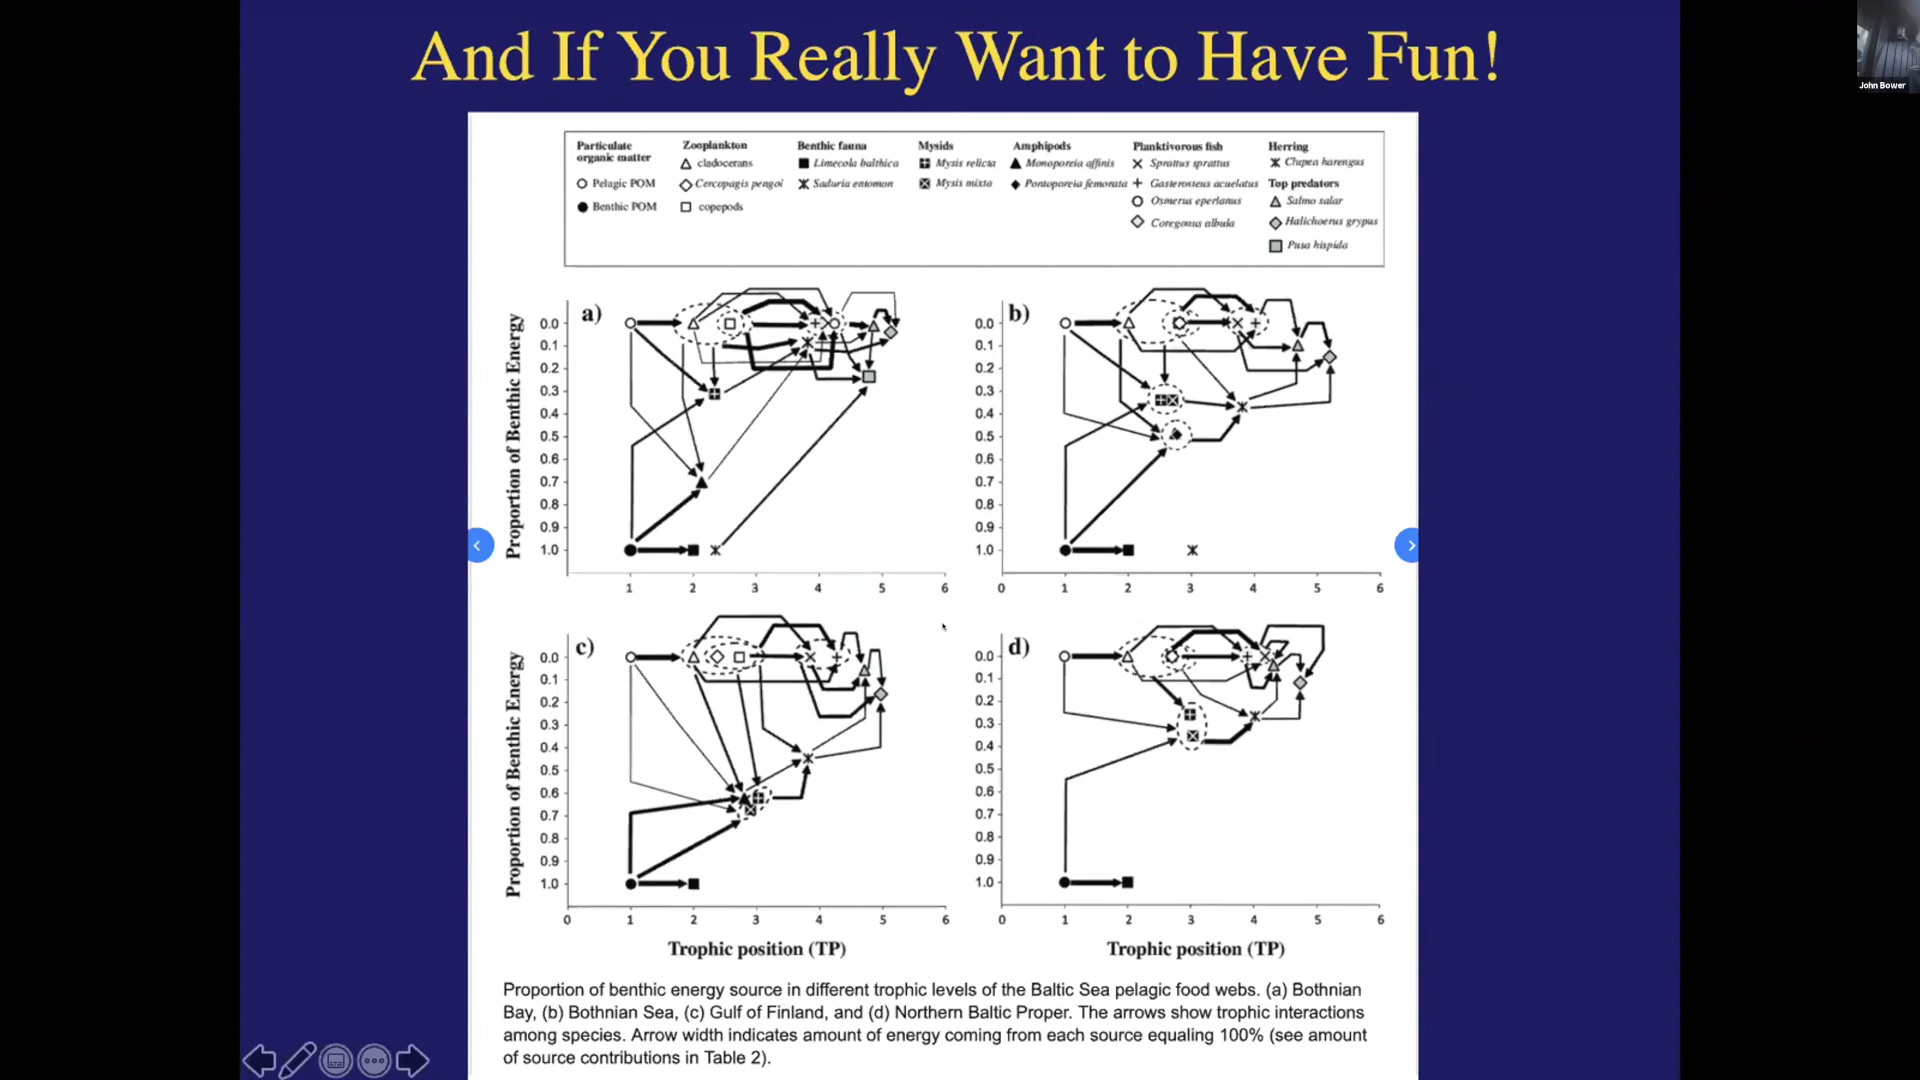 And If You Really Want to Have Fun!
John Bower
Particulate organic matter
Pelagic POM
Benthic POM
Zooplankton
cladocerans
Cercopagis pengoi
copepods
Benthic fauna
Limecola balthica
Saduria entomon
Mysids
Mysis relicta
Mysis mixta
Amphipods
Monoporeia affinis
Pontoporeia femorata
Planktivorous fish
Sprattus sprattus
Gasterosteus aculeatus
Osmerus eperlanus
Coregonus albula
Herring
Clupea harengus
Top predators
Salmo salar
Halichoerus grypus
Pusa hispida
a)
Proportion of Benthic Energy
0.0
0.1
0.2
0.3
0.4
0.5
0.6
0.7
0.8
0.9
1.0
1 2 3 4 5 6
b)
0.0
0.1
0.2
0.3
0.4
0.5
0.6
0.7
0.8
0.9
1.0
0 1 2 3 4 5 6
c)
Proportion of Benthic Energy
0.0
0.1
0.2
0.3
0.4
0.5
0.6
0.7
0.8
0.9
1.0
0 1 2 3 4 5 6
Trophic position (TP)
d)
0.0
0.1
0.2
0.3
0.4
0.5
0.6
0.7
0.8
0.9
1.0
0 1 2 3 4 5 6
Trophic position (TP)
Proportion of benthic energy source in different trophic levels of the Baltic Sea pelagic food webs. (a) Bothnian
Bay, (b) Bothnian Sea, (c) Gulf of Finland, and (d) Northern Baltic Proper. The arrows show trophic interactions
among species. Arrow width indicates amount of energy coming from each source equaling 100% (see amount
of source contributions in Table 2).